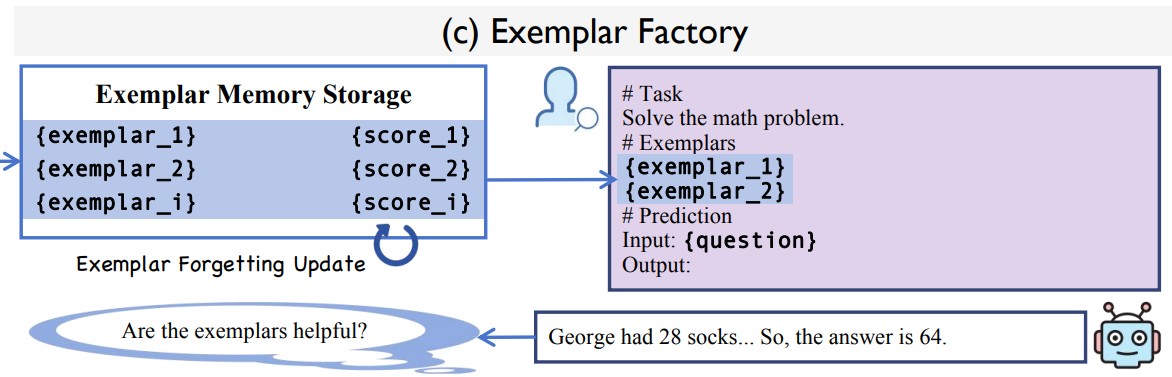 (c) Exemplar Factory
Exemplar Memory Storage
{exemplar_1} {score_1}
{exemplar_2} {score_2}
{exemplar_i} {score_i}
Exemplar Forgetting Update
# Task
Solve the math problem.
# Exemplars
{exemplar_1}
{exemplar_2}
# Prediction
Input: {question}
Output:
Are the exemplars helpful?
George had 28 socks... So, the answer is 64.